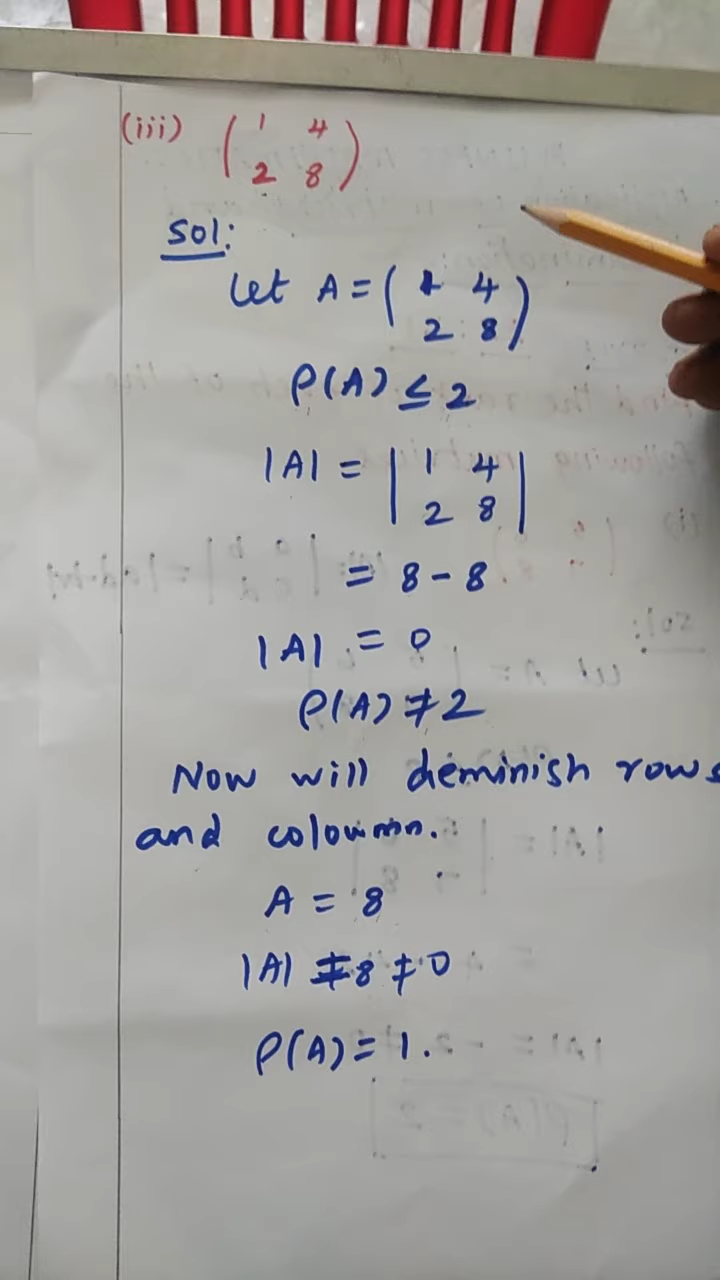 (iii) ( 1 4
2 8 )
Sol:
Let A = ( 1 4
2 8 )
ρ(A) ≤ 2
|A| = | 1 4
2 8 |
= 8 - 8
|A| = 0
ρ(A) ≠ 2
Now will deminish rows
and coloumn.
A = 8
|A| ≠ 8 ≠ 0
ρ(A) = 1.